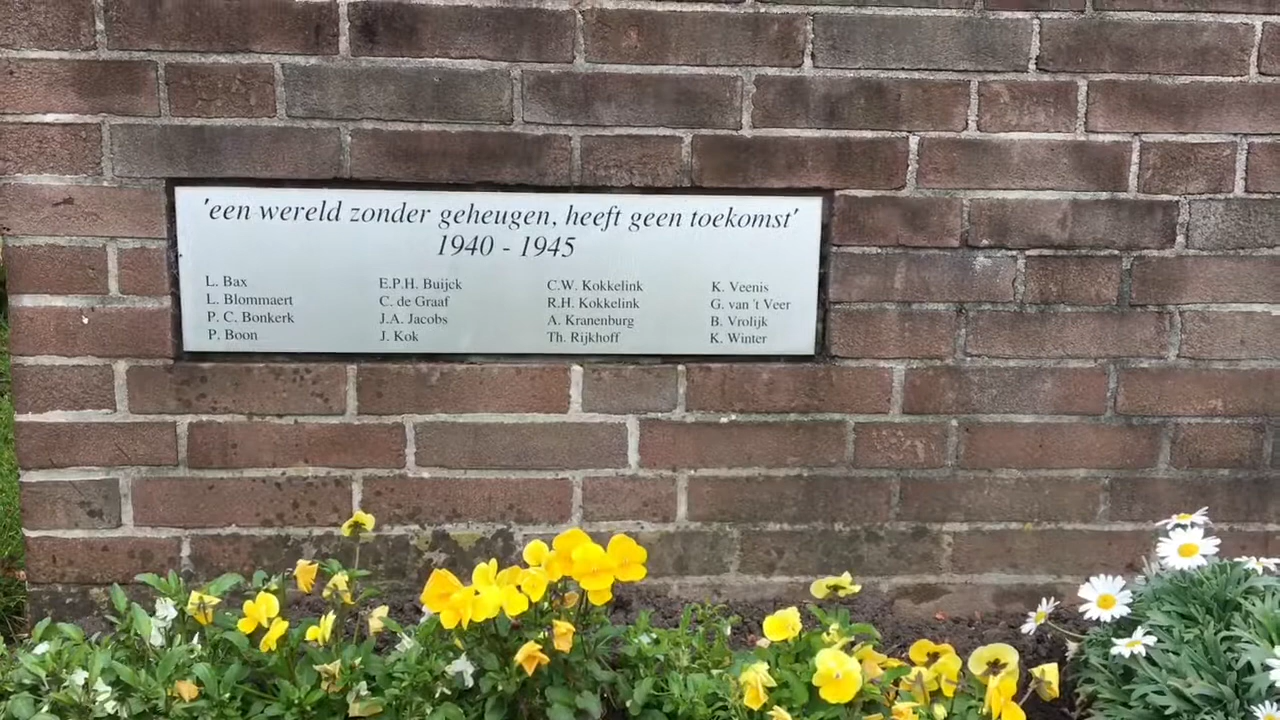 'een wereld zonder geheugen, heeft geen toekomst'
1940 - 1945
L. Bax
L. Blommaert
P. C. Bonkerk
P. Boon
E.P.H. Buijck
C. de Graaf
J.A. Jacobs
J. Kok
C.W. Kokkelink
R.H. Kokkelink
A. Kranenburg
Th. Rijkhoff
K. Veenis
G. van 't Veer
B. Vrolijk
K. Winter